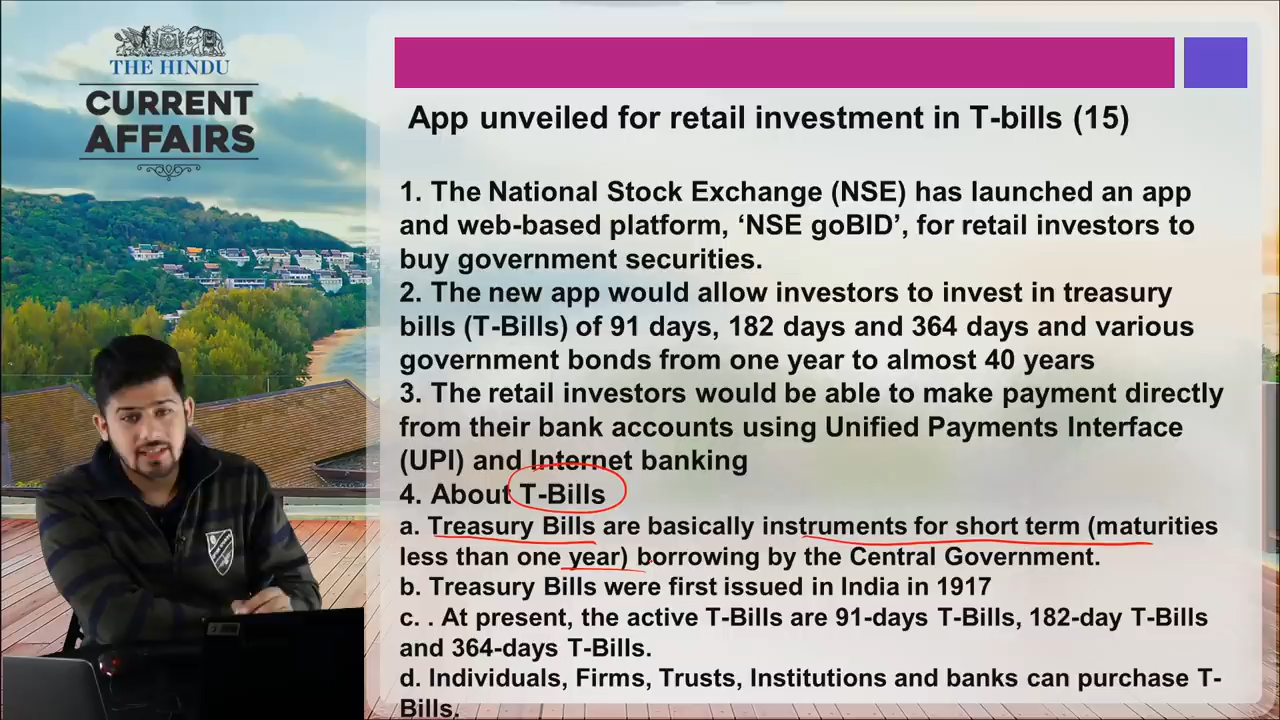 THE HINDU
CURRENT
AFFAIRS
App unveiled for retail investment in T-bills (15)
1. The National Stock Exchange (NSE) has launched an app
and web-based platform, ‘NSE goBID’, for retail investors to
buy government securities.
2. The new app would allow investors to invest in treasury
bills (T-Bills) of 91 days, 182 days and 364 days and various
government bonds from one year to almost 40 years
3. The retail investors would be able to make payment directly
from their bank accounts using Unified Payments Interface
(UPI) and Internet banking
4. About T-Bills
a. Treasury Bills are basically instruments for short term (maturities
less than one year) borrowing by the Central Government.
b. Treasury Bills were first issued in India in 1917
c. . At present, the active T-Bills are 91-days T-Bills, 182-day T-Bills
and 364-days T-Bills.
d. Individuals, Firms, Trusts, Institutions and banks can purchase T-
Bills.